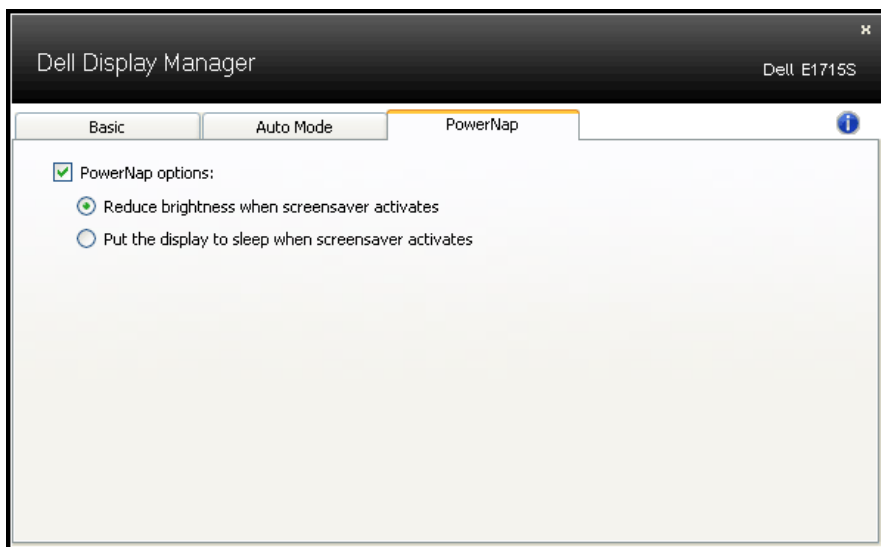 Dell Display Manager
Dell E1715S
Basic
Auto Mode
PowerNap
PowerNap options:
Reduce brightness when screensaver activates
Put the display to sleep when screensaver activates